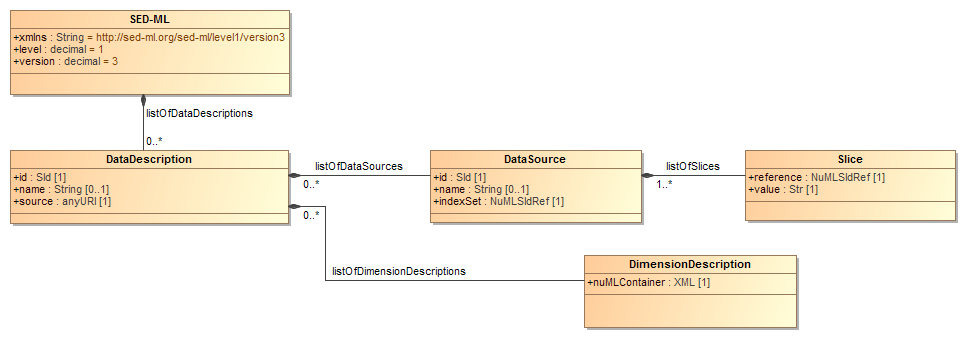 SED-ML
+xmlns : String = http://sed-ml.org/sed-ml/level1/version3
+level : decimal = 1
+version : decimal = 3
listOfDataDescriptions
0..*
DataDescription
+id : SId [1]
+name : String [0..1]
+source : anyURI [1]
listOfDataSources
0..*
DataSource
+id : SId [1]
+name : String [0..1]
+indexSet : NuMLSIdRef [1]
listOfSlices
1..*
Slice
+reference : NuMLSIdRef [1]
+value : Str [1]
0..*
listOfDimensionDescriptions
DimensionDescription
+nuMLContainer : XML [1]